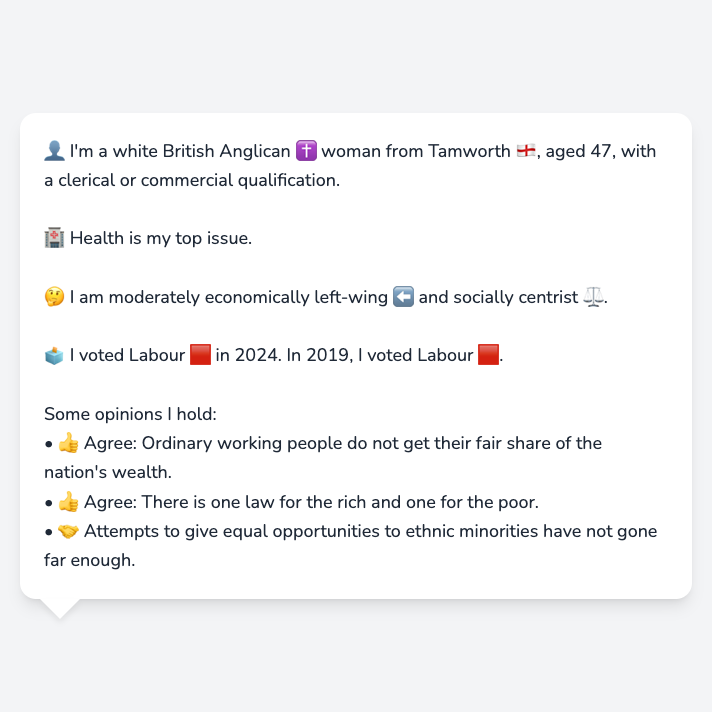 👤 I'm a white British Anglican ✝️ woman from Tamworth 🏴󠁧󠁢󠁥󠁮󠁧󠁿, aged 47, with
a clerical or commercial qualification.
🏥 Health is my top issue.
🤔 I am moderately economically left-wing ⬅️ and socially centrist ⚖️.
🗳️ I voted Labour 🟥 in 2024. In 2019, I voted Labour 🟥.
Some opinions I hold:
• 👍 Agree: Ordinary working people do not get their fair share of the
nation's wealth.
• 👍 Agree: There is one law for the rich and one for the poor.
• 🤝 Attempts to give equal opportunities to ethnic minorities have not gone
far enough.